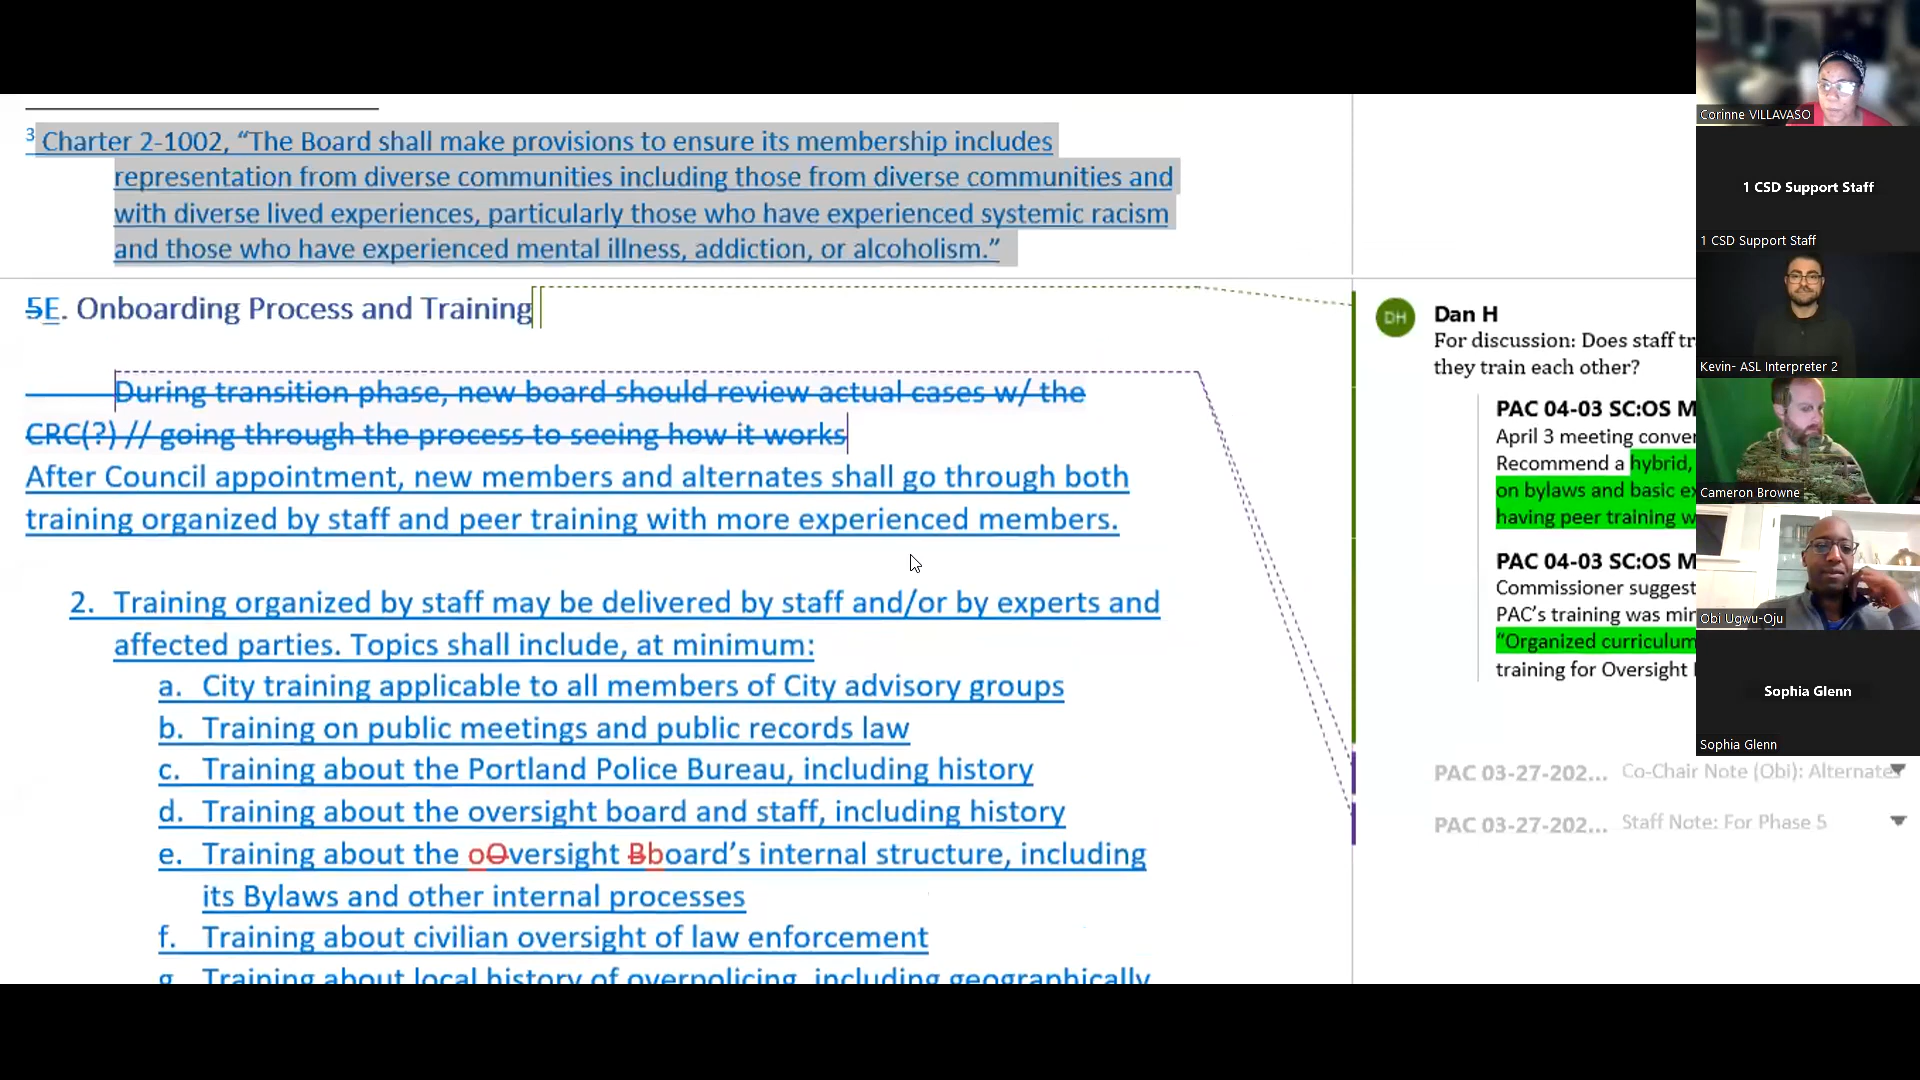 3 Charter 2-1002, “The Board shall make provisions to ensure its membership includes
representation from diverse communities including those from diverse communities and
with diverse lived experiences, particularly those who have experienced systemic racism
and those who have experienced mental illness, addiction, or alcoholism.”
5E. Onboarding Process and Training
During transition phase, new board should review actual cases w/ the
CRC(?) // going through the process to seeing how it works
After Council appointment, new members and alternates shall go through both
training organized by staff and peer training with more experienced members.
2. Training organized by staff may be delivered by staff and/or by experts and
affected parties. Topics shall include, at minimum:
a. City training applicable to all members of City advisory groups
b. Training on public meetings and public records law
c. Training about the Portland Police Bureau, including history
d. Training about the oversight board and staff, including history
e. Training about the oOversight Bboard’s internal structure, including
its Bylaws and other internal processes
f. Training about civilian oversight of law enforcement
g. Training about local history of overpolicing, including geographically
DH
Dan H
For discussion: Does staff tr
they train each other?
PAC 04-03 SC:OS M
April 3 meeting conver
Recommend a hybrid,
on bylaws and basic ex
having peer training w
PAC 04-03 SC:OS M
Commissioner suggest
PAC’s training was min
“Organized curriculum
training for Oversight
PAC 03-27-202... Co-Chair Note (Obi): Alternates
PAC 03-27-202... Staff Note: For Phase 5
Corinne VILLAVASO
1 CSD Support Staff
1 CSD Support Staff
Kevin- ASL Interpreter 2
Cameron Browne
Obi Ugwu-Oju
Sophia Glenn
Sophia Glenn